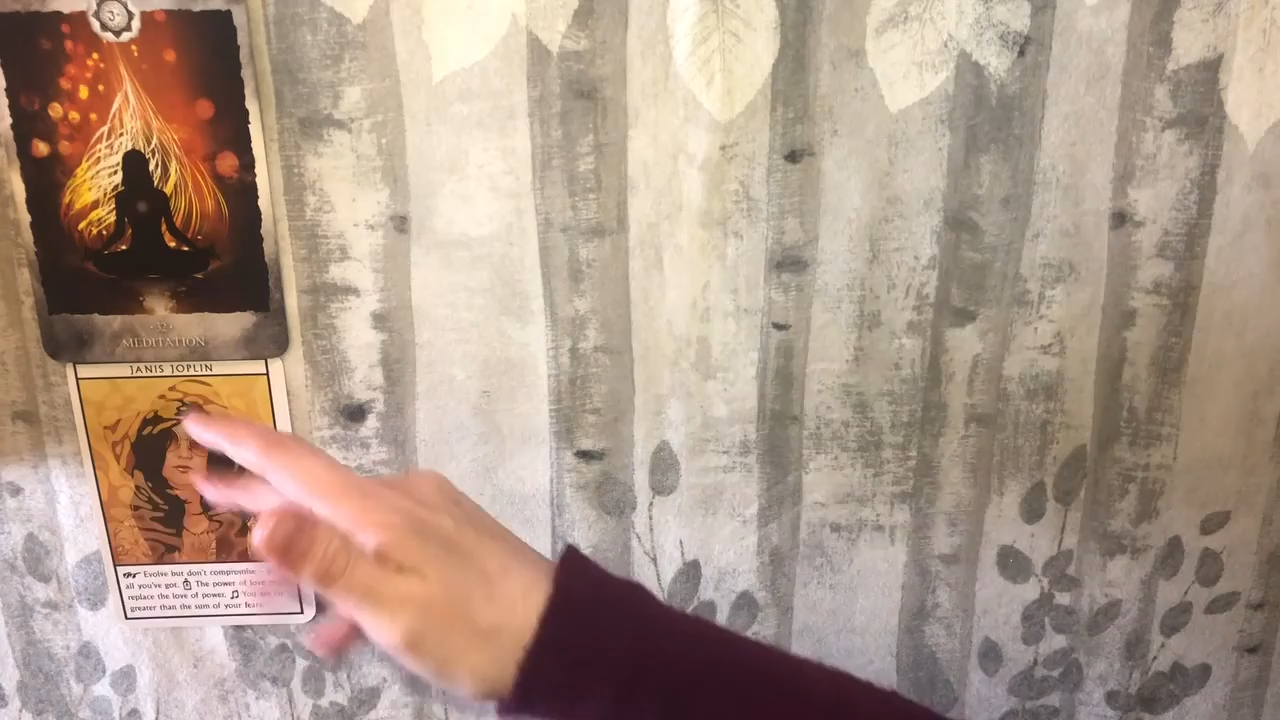 32
MEDITATION
JANIS JOPLIN
Evolve but don't compromise –
all you've got. The power of love
replace the love of power. You are
greater than the sum of your fears.